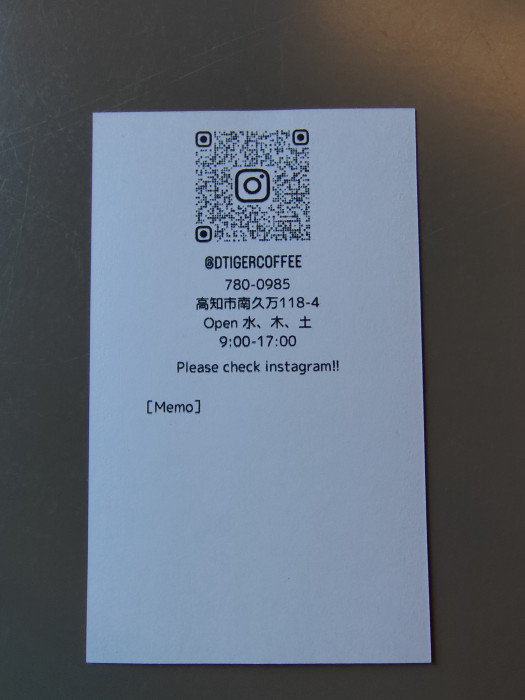 @DTIGERCOFFEE
780-0985
高知市南久万118-4
Open 水、木、土
9:00-17:00
Please check instagram!!
[Memo]